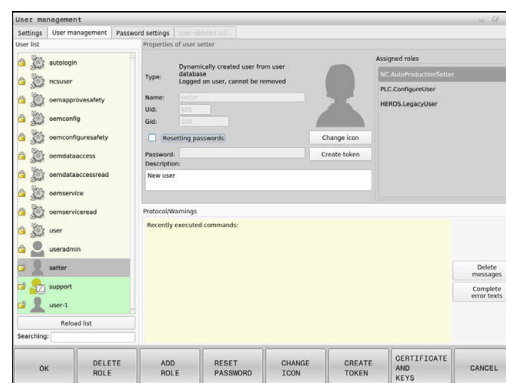 User management
Settings
User management
Password settings
User list
Properties of user setter
autologin
ncsuser
oemapprovesafety
oemconfig
oemconfiguresafety
oemdataaccess
oemdataaccessread
oemservice
oemserviceread
user
useradmin
setter
support
user-1
Reload list
Searching:
Type:
Dynamically created user from user
database
Logged on user, cannot be removed
Name:
setter
Uid:
Gid:
Resetting passwords
Change icon
Password:
Create token
Description:
New user
Assigned roles
NC.AutoProductionSetter
PLC.ConfigureUser
HEROS.LegacyUser
Protocol/Warnings
Recently executed commands:
Delete
messages
Complete
error texts
OK
DELETE
ROLE
ADD
ROLE
RESET
PASSWORD
CHANGE
ICON
CREATE
TOKEN
CERTIFICATE
AND
KEYS
CANCEL